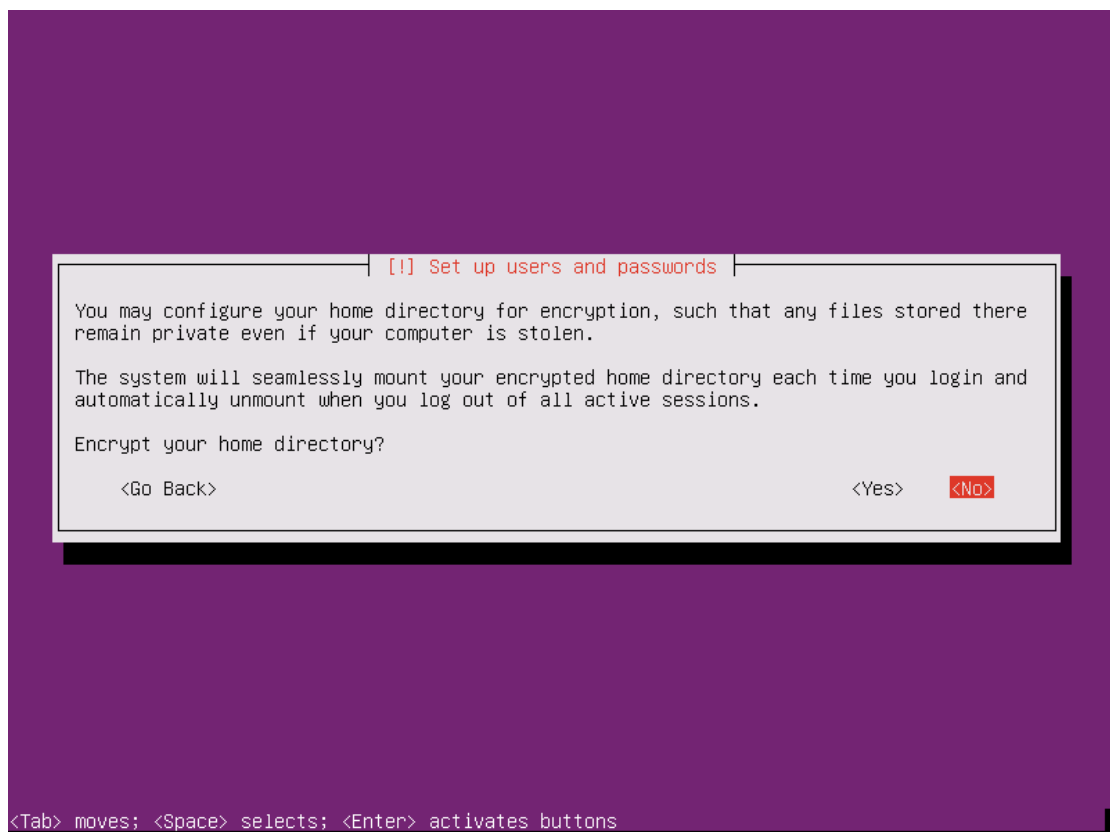 [!] Set up users and passwords
You may configure your home directory for encryption, such that any files stored there
remain private even if your computer is stolen.
The system will seamlessly mount your encrypted home directory each time you login and
automatically unmount when you log out of all active sessions.
Encrypt your home directory?
<Go Back> <Yes> <No>
<Tab> moves; <Space> selects; <Enter> activates buttons